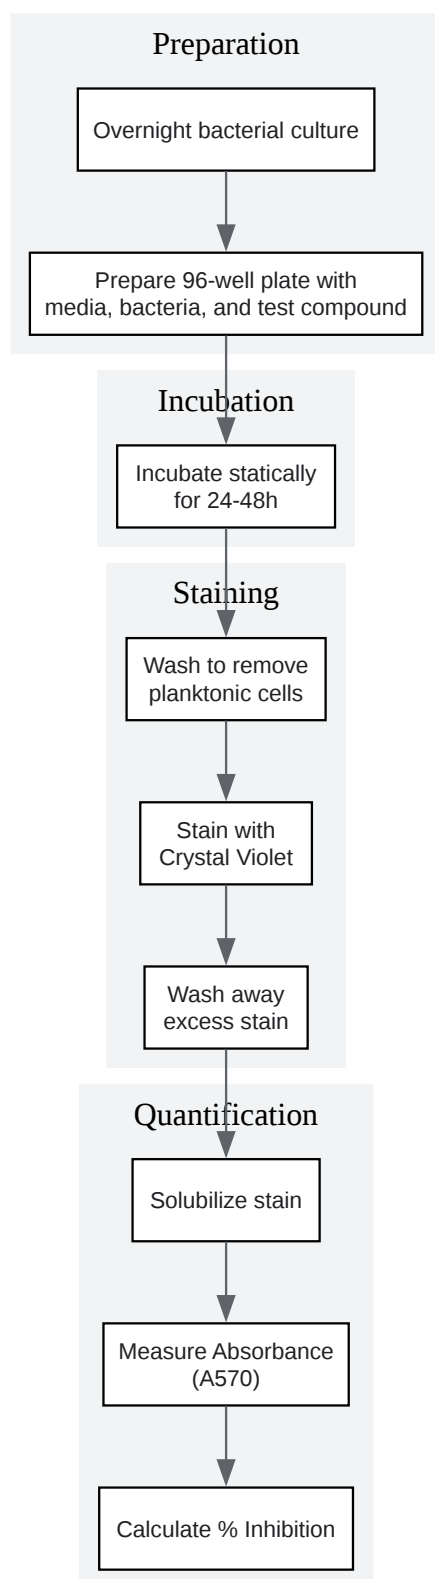 Preparation
Overnight bacterial culture
Prepare 96-well plate with
media, bacteria, and test compound
Incubation
Incubate statically
for 24-48h
Staining
Wash to remove
planktonic cells
Stain with
Crystal Violet
Wash away
excess stain
Quantification
Solubilize stain
Measure Absorbance
(A570)
Calculate % Inhibition